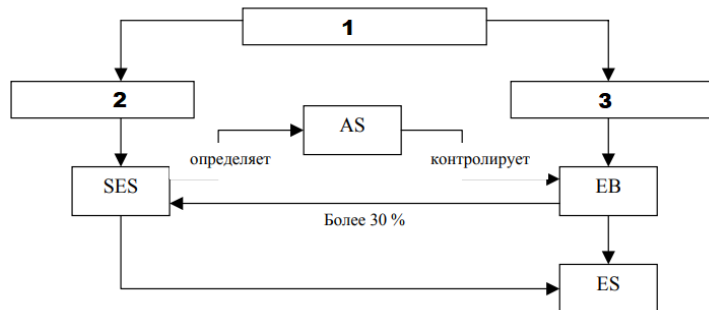 1
2
3
AS
определяет
контролирует
SES
EB
Более 30 %
ES